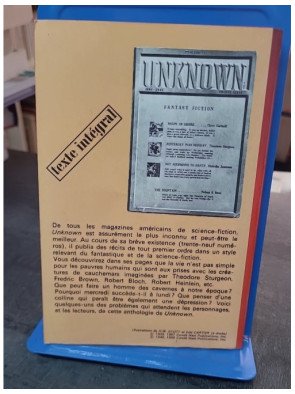 UNKNOWN
FANTASY FICTION
texte intégral
De tous les magazines américains de science-fiction,
Unknown est assurément le plus inconnu et peut-être le
meilleur. Au cours de sa brève existence (trente-neuf numé-
ros), il publia des récits de tout premier ordre dans un style
relevant du fantastique et de la science-fiction.
Vous découvrirez dans ses pages que la vie n'est pas simple
pour les pauvres humains qui sont aux prises avec les créa-
tures de cauchemars imaginées par Theodore Sturgeon,
Fredric Brown, Robert Bloch, Robert Heinlein, etc.
Que peut faire un homme des cavernes à notre époque?
Pourquoi mercredi succède-t-il à lundi? Que penser d'une
colline qui peraît être également une dépression? Voici
quelques-uns des problèmes qui attendent les personnages,
et les lecteurs, de cette anthologie de Unknown.